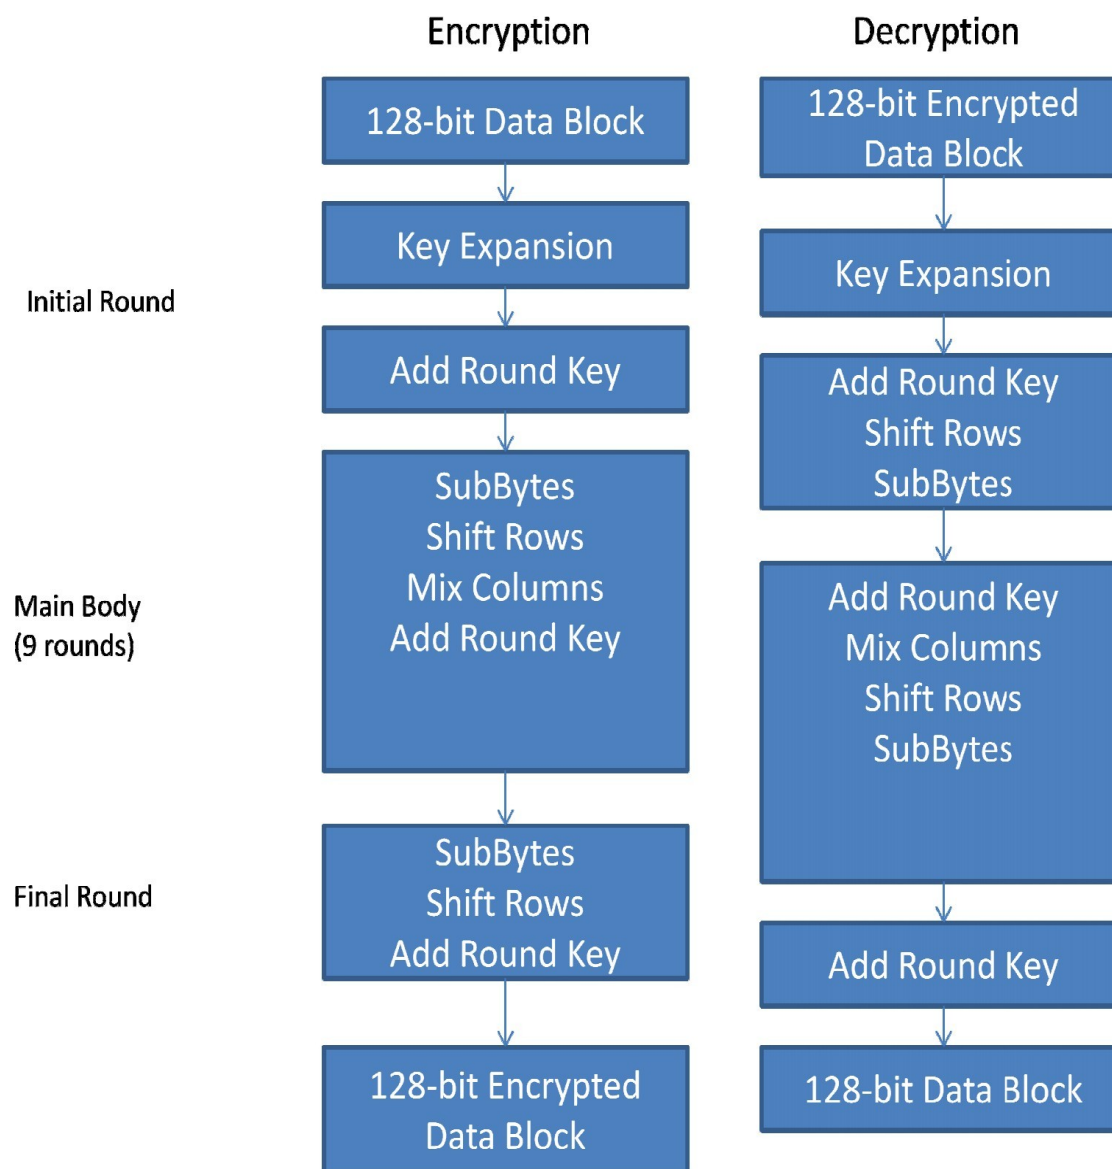 Encryption
128-bit Data Block
Key Expansion
Initial Round
Add Round Key
SubBytes
Shift Rows
Mix Columns
Add Round Key
Main Body
(9 rounds)
SubBytes
Shift Rows
Add Round Key
Final Round
128-bit Encrypted
Data Block
Decryption
128-bit Encrypted
Data Block
Key Expansion
Add Round Key
Shift Rows
SubBytes
Add Round Key
Mix Columns
Shift Rows
SubBytes
Add Round Key
128-bit Data Block